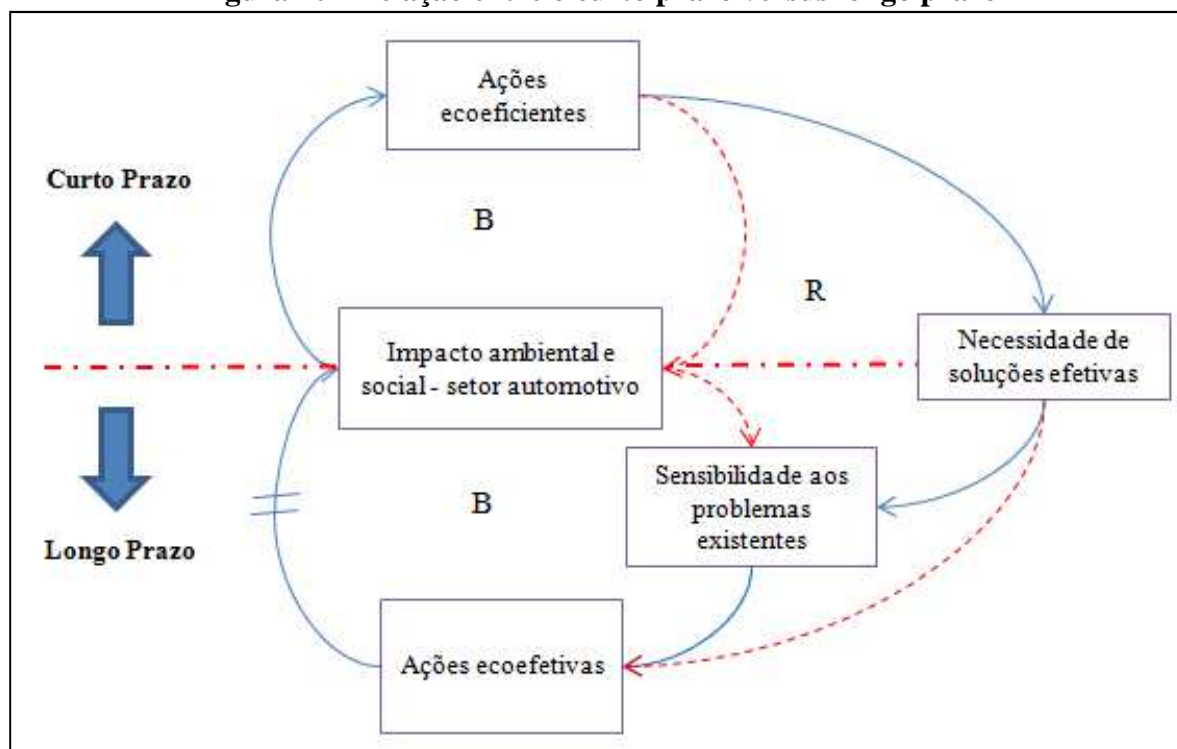 Ações
ecoeficientes
Curto Prazo
B
R
Impacto ambiental e
social - setor automotivo
Necessidade de
soluções efetivas
Sensibilidade aos
problemas
existentes
B
Longo Prazo
Ações ecoefetivas